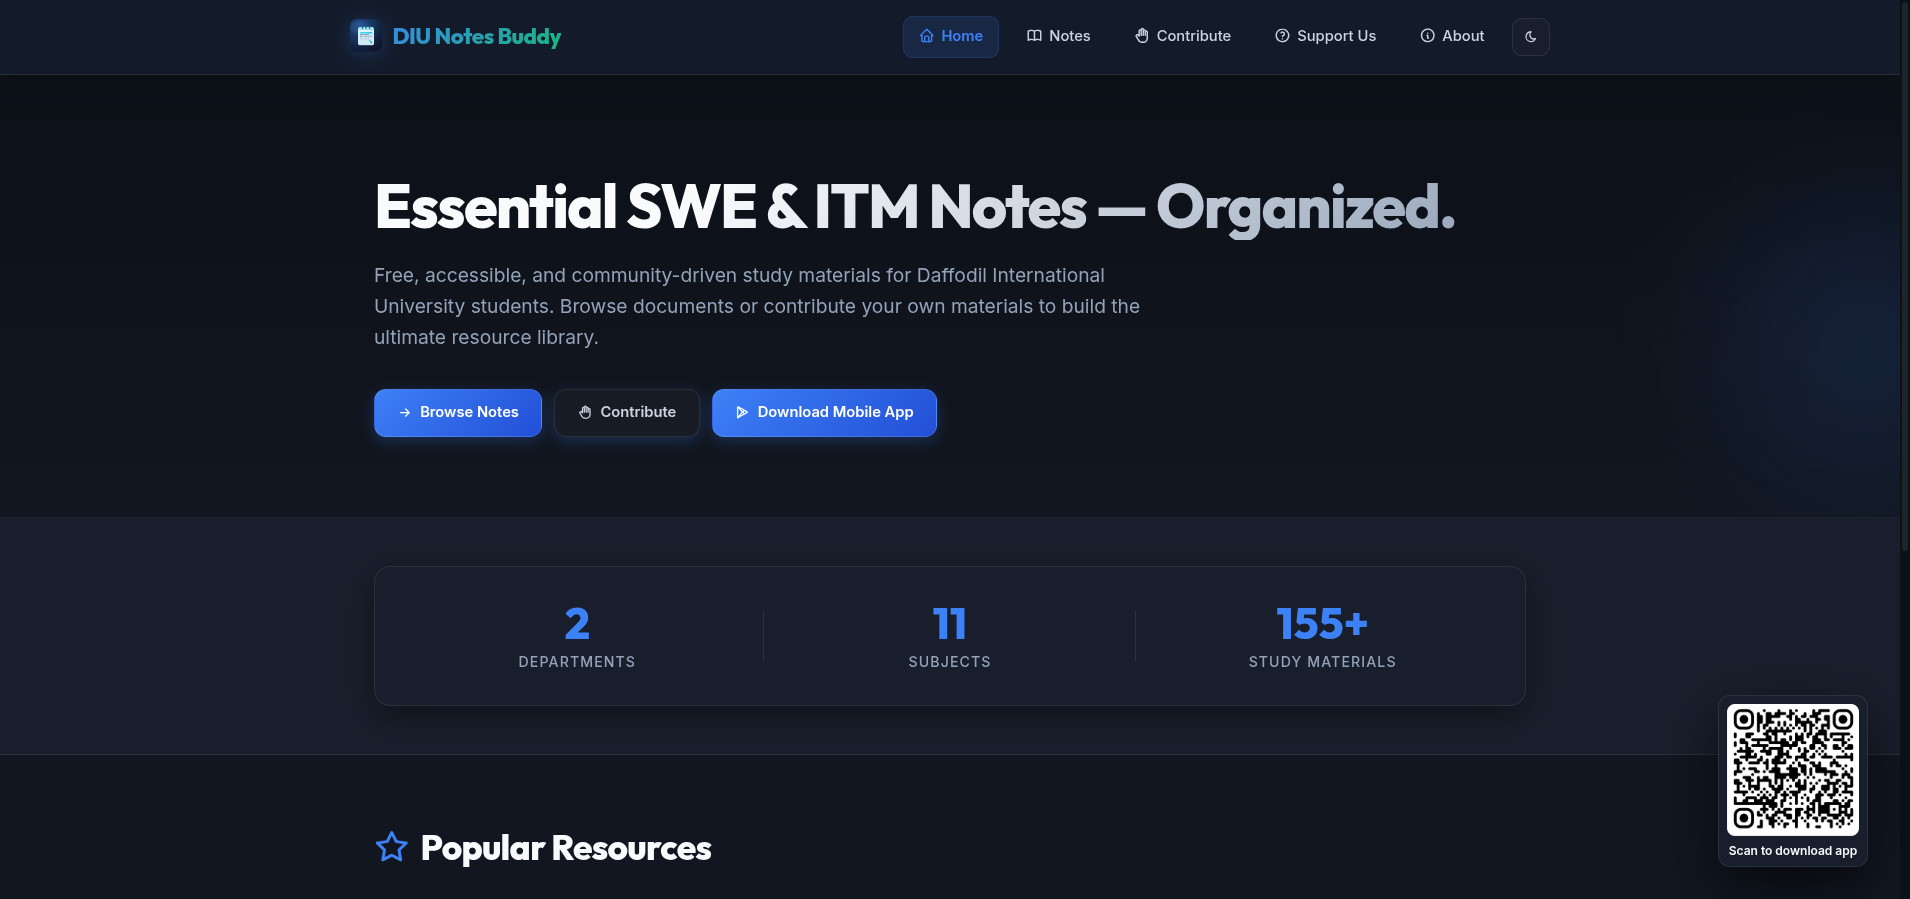 DIU Notes Buddy
Home
Notes
Contribute
Support Us
About
Essential SWE & ITM Notes — Organized.
Free, accessible, and community-driven study materials for Daffodil International
University students. Browse documents or contribute your own materials to build the
ultimate resource library.
Browse Notes
Contribute
Download Mobile App
2
DEPARTMENTS
11
SUBJECTS
155+
STUDY MATERIALS
Scan to download app
Popular Resources